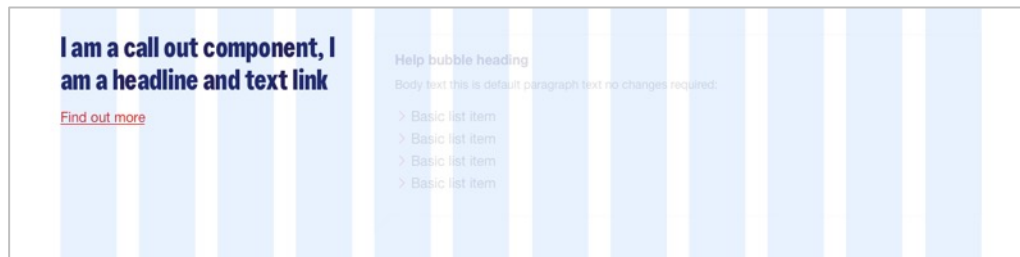 I am a call out component, I
am a headline and text link
Find out more
Help bubble heading
Body text this is default paragraph text no changes required:
> Basic list item
> Basic list item
> Basic list item
> Basic list item